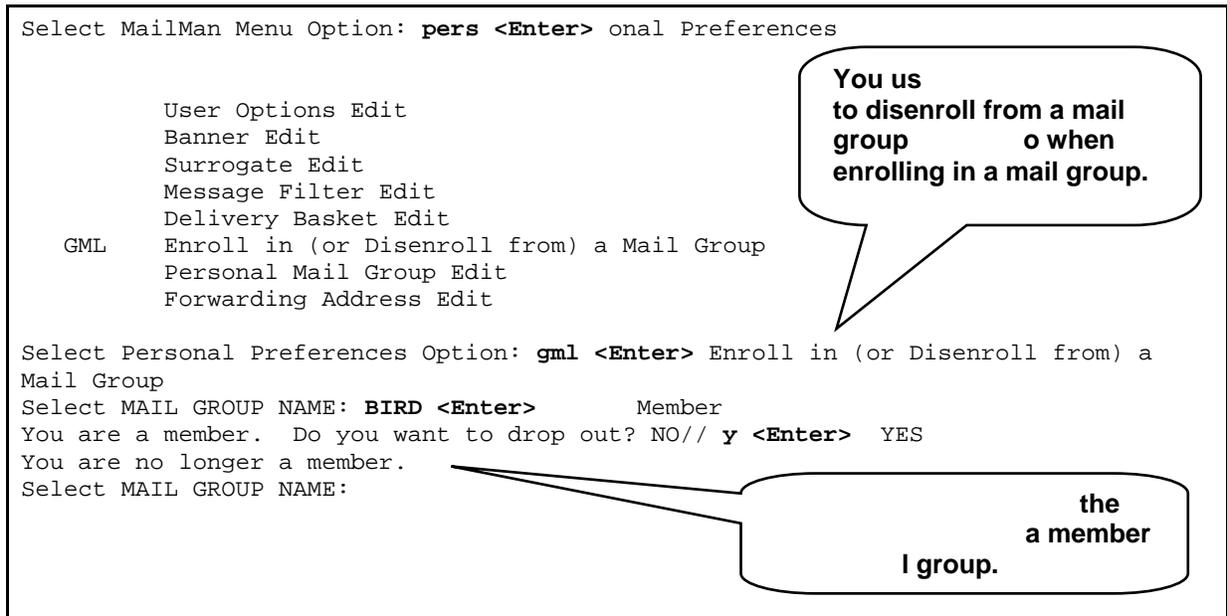 Select MailMan Menu Option: pers <Enter> onal Preferences
You us
to disenroll from a mail
group o when
enrolling in a mail group.
User Options Edit
Banner Edit
Surrogate Edit
Message Filter Edit
Delivery Basket Edit
GML Enroll in (or Disenroll from) a Mail Group
Personal Mail Group Edit
Forwarding Address Edit
Select Personal Preferences Option: gml <Enter> Enroll in (or Disenroll from) a
Mail Group
Select MAIL GROUP NAME: BIRD <Enter> Member
You are a member. Do you want to drop out? NO// y <Enter> YES
You are no longer a member.
Select MAIL GROUP NAME:
the
a member
l group.